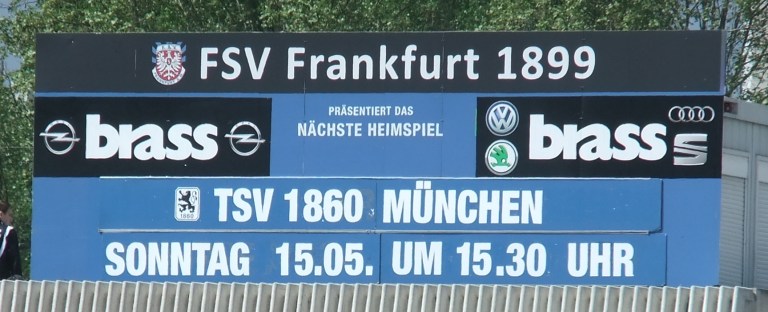 FSV Frankfurt 1899
brass
PRÄSENTIERT DAS
NÄCHSTE HEIMSPIEL
brass
1860
TSV 1860 MÜNCHEN
SONNTAG 15.05. UM 15.30 UHR